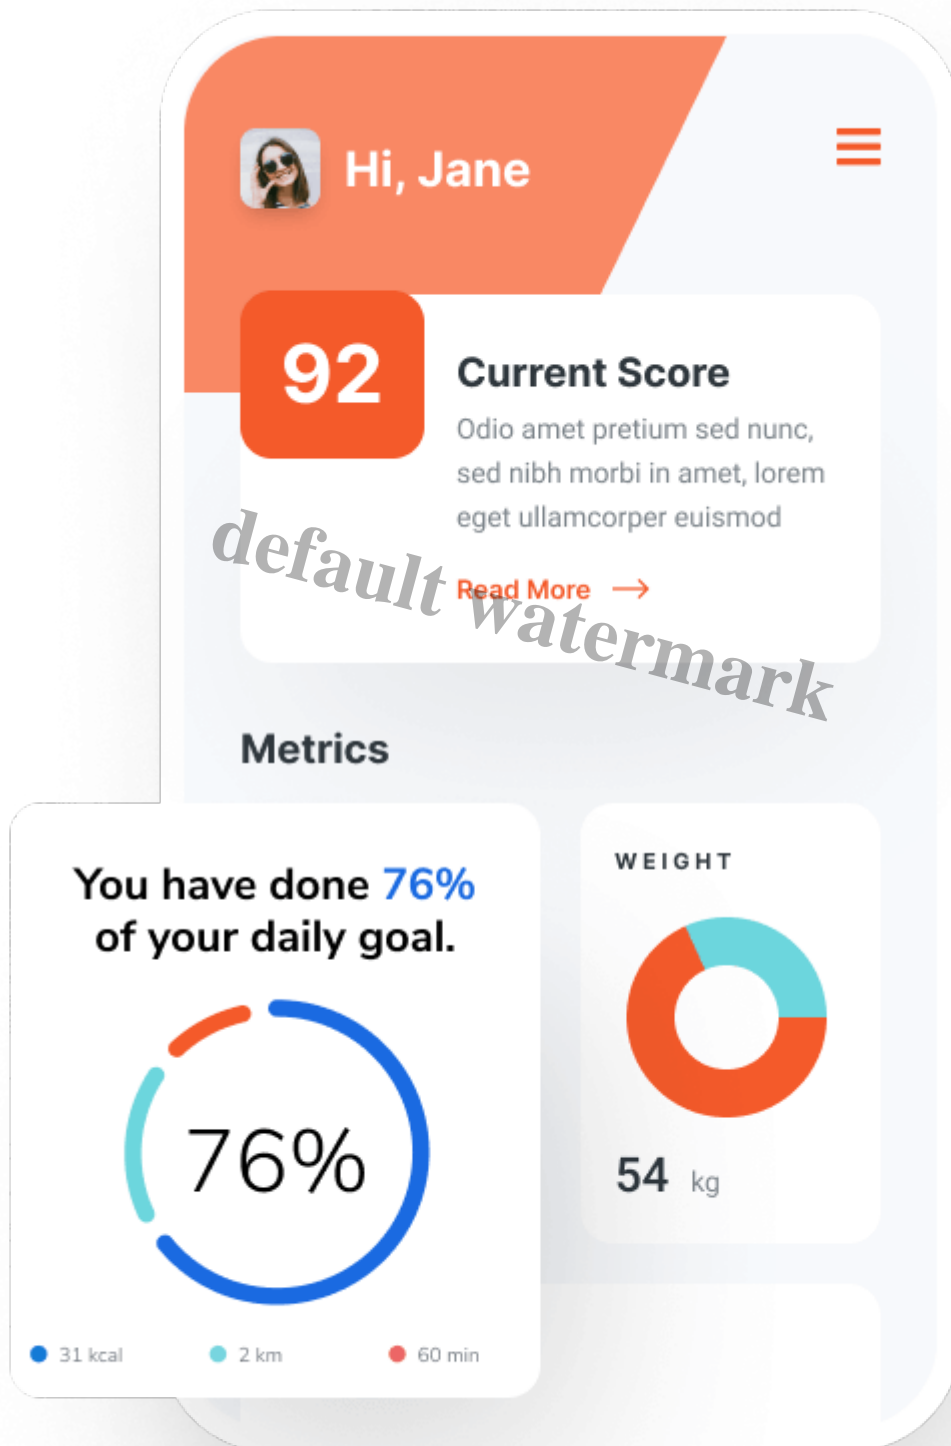 Hi, Jane
92
Current Score
Odio amet pretium sed nunc,
sed nibh morbi in amet, lorem
eget ullamcorper euismod
Read More
default watermark
Metrics
You have done 76%
of your daily goal.
76%
31 kcal
2 km
60 min
WEIGHT
54 kg